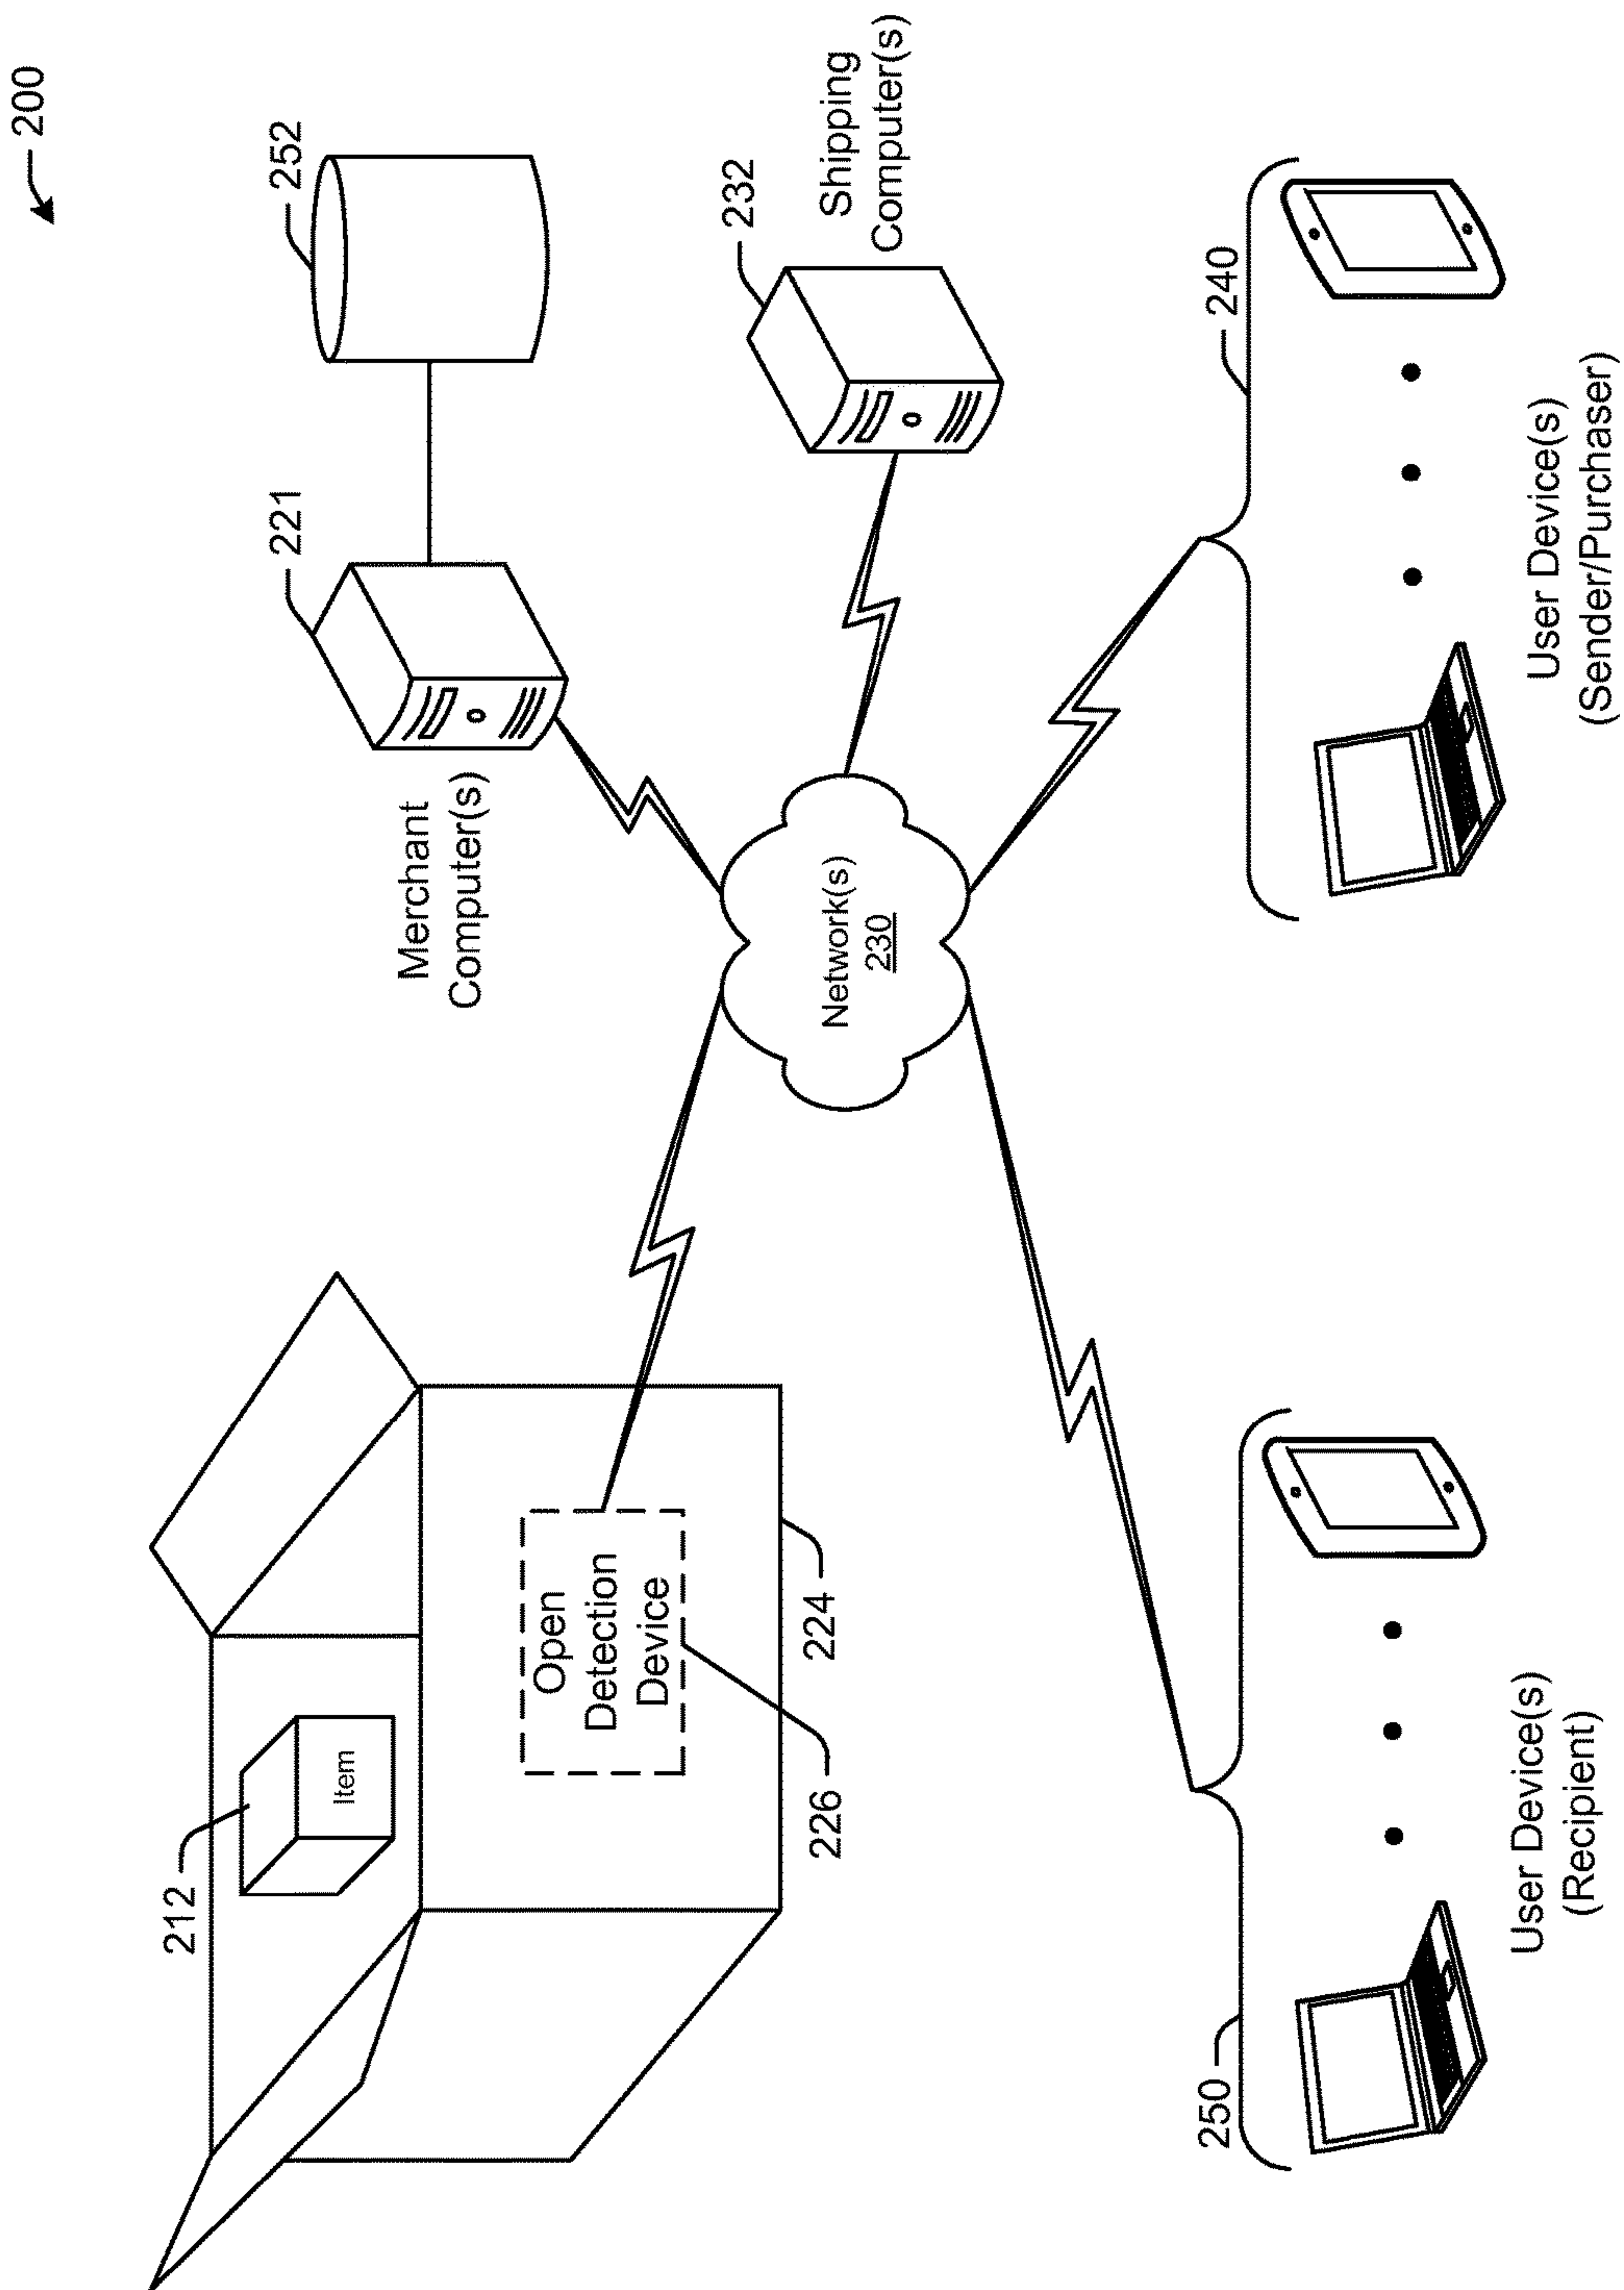 200
212
Item
Open
Detection
Device
226
224
Merchant
Computer(s)
221
252
Network(s)
230
232
Shipping
Computer(s)
250
User Device(s)
(Recipient)
240
User Device(s)
(Sender/Purchaser)